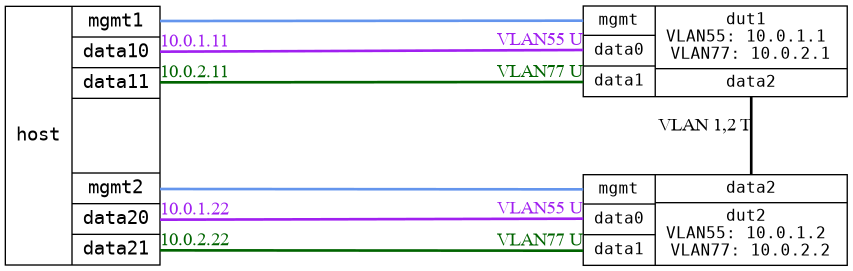 mgmt1
mgmt
dut1
VLAN55: 10.0.1.1
VLAN77: 10.0.2.1
data10
10.0.1.11
VLAN55 U
data0
data11
10.0.2.11
VLAN77 U
data1
data2
host
VLAN 1,2 T
mgmt2
mgmt
data2
data20
10.0.1.22
VLAN55 U
data0
dut2
VLAN55: 10.0.1.2
VLAN77: 10.0.2.2
data21
10.0.2.22
VLAN77 U
data1